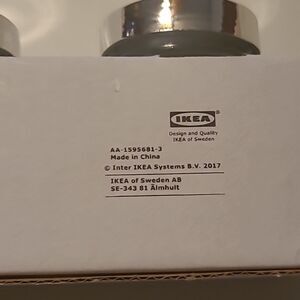 IKEA
Design and Quality
IKEA of Sweden
AA-1595681-3
Made in China
© Inter IKEA Systems B.V. 2017
IKEA of Sweden AB
SE-343 81 Älmhult